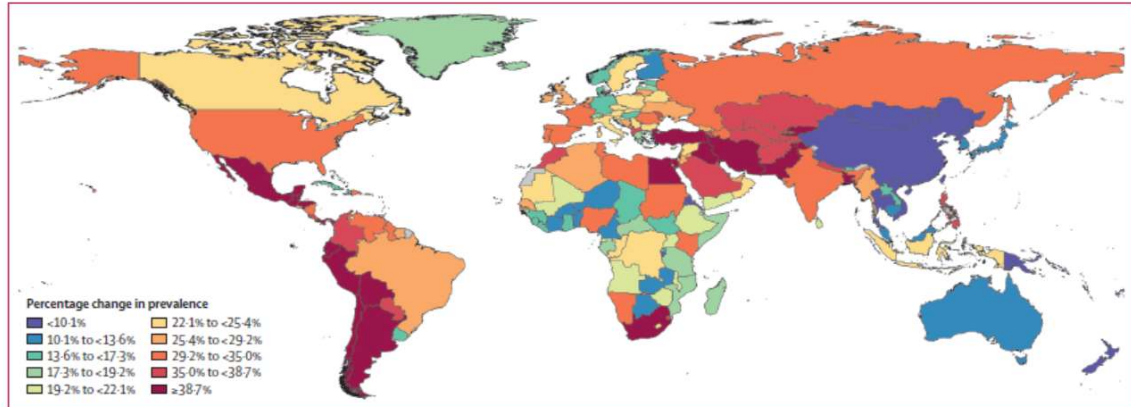 Percentage change in prevalence
<10·1%
10·1% to <13·6%
13·6% to <17·3%
17·3% to <19·2%
19·2% to <22·1%
22·1% to <25·4%
25·4% to <29·2%
29·2% to <35·0%
35·0% to <38·7%
≥38·7%